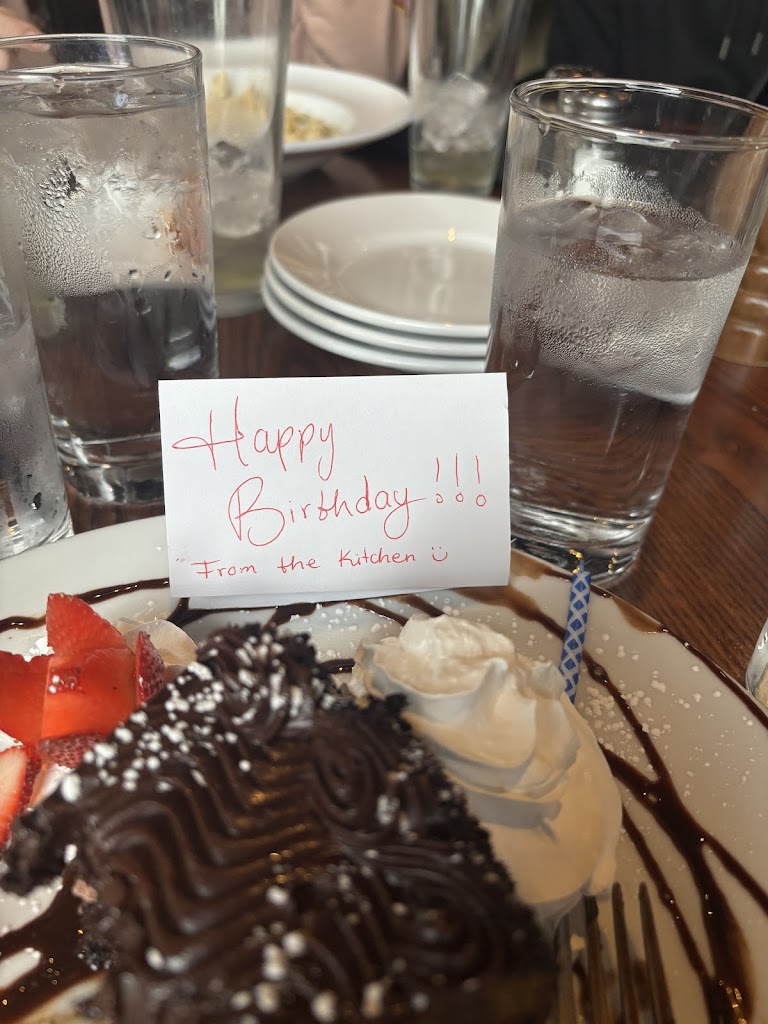 Happy
Birthday!!!
From the Kitchen :)